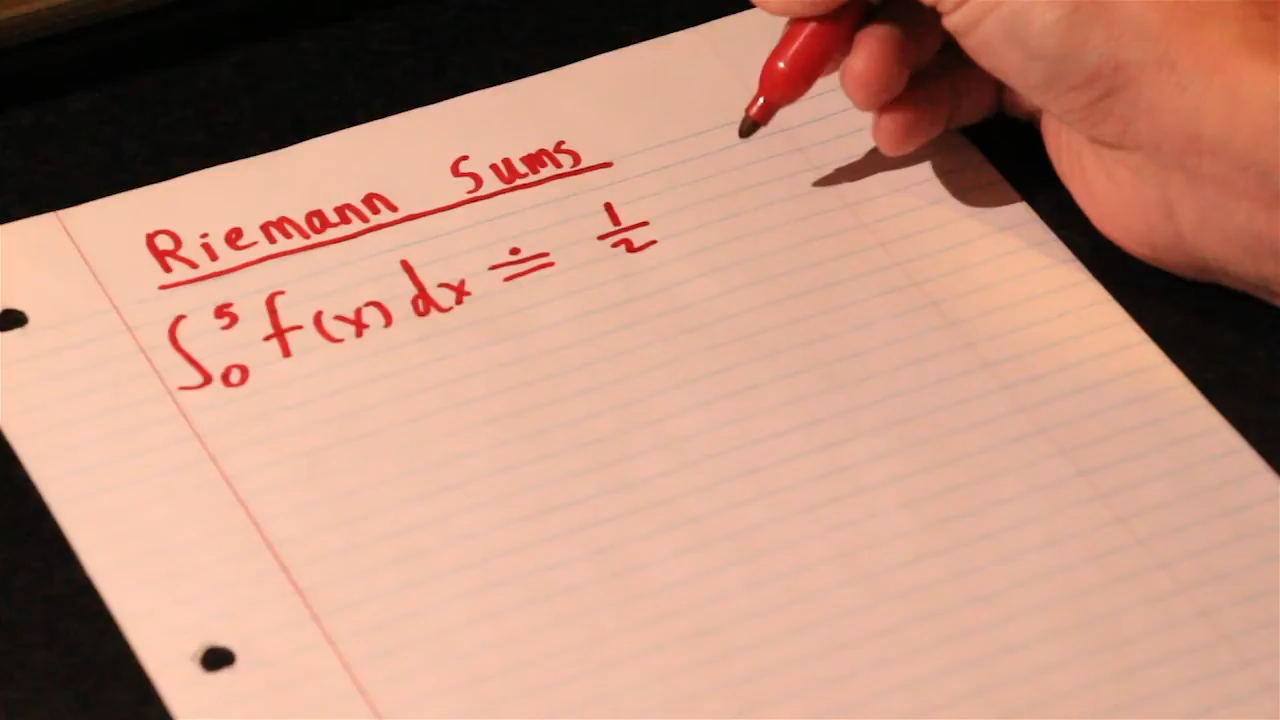 Riemann Sums
∫₀⁵ f(x) dx ≐ 1/2